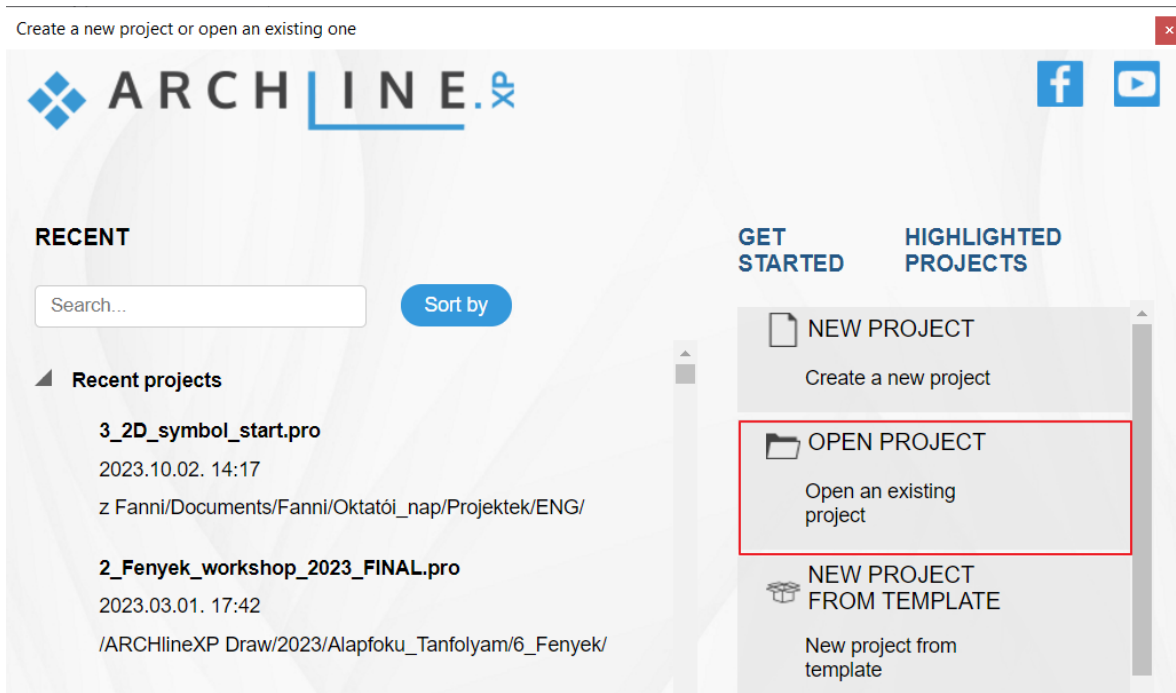 Create a new project or open an existing one
ARCHLINE.XP
RECENT
Search...
Sort by
Recent projects
3_2D_symbol_start.pro
2023.10.02. 14:17
z Fanni/Documents/Fanni/Oktatói_nap/Projektek/ENG/
2_Fenyek_workshop_2023_FINAL.pro
2023.03.01. 17:42
/ARCHlineXP Draw/2023/Alapfoku_Tanfolyam/6_Fenyek/
GET
STARTED
HIGHLIGHTED
PROJECTS
NEW PROJECT
Create a new project
OPEN PROJECT
Open an existing
project
NEW PROJECT
FROM TEMPLATE
New project from
template